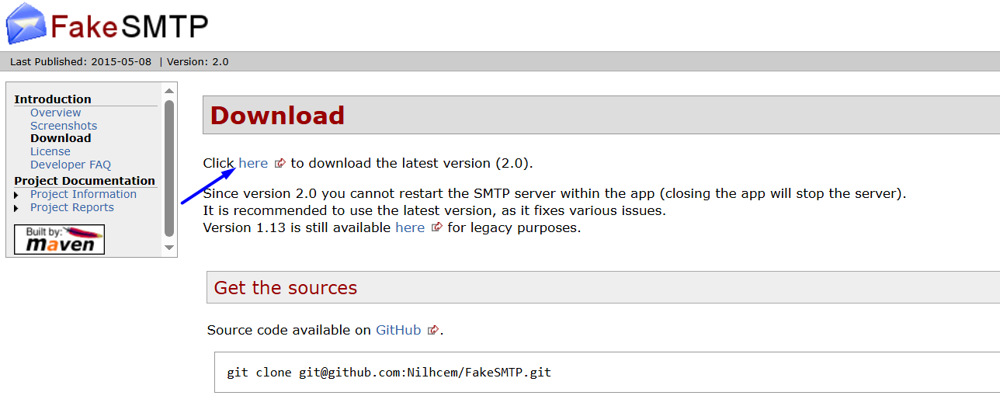 FakeSMTP
Last Published: 2015-05-08 | Version: 2.0
Introduction
Overview
Screenshots
Download
License
Developer FAQ
Project Documentation
Project Information
Project Reports
Built by:
maven
Download
Click here to download the latest version (2.0).
Since version 2.0 you cannot restart the SMTP server within the app (closing the app will stop the server).
It is recommended to use the latest version, as it fixes various issues.
Version 1.13 is still available here for legacy purposes.
Get the sources
Source code available on GitHub.
git clone git@github.com:Nilhcem/FakeSMTP.git